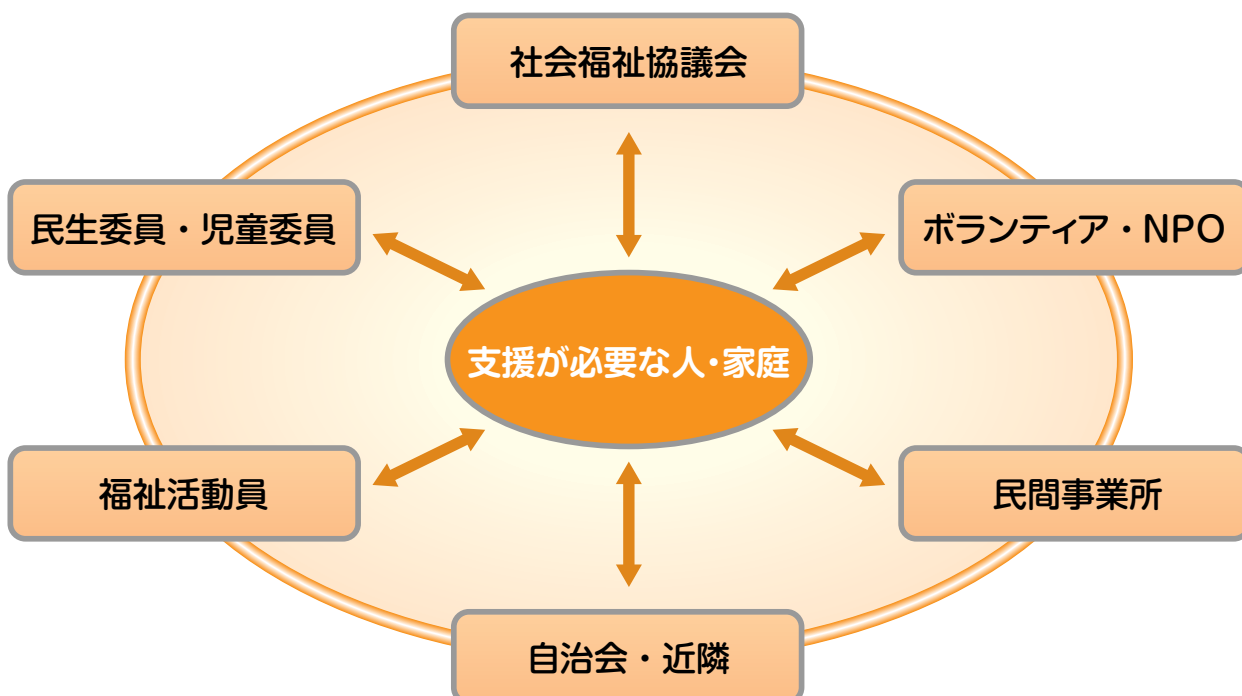 社会福祉協議会
民生委員・児童委員
ボランティア・NPO
支援が必要な人・家庭
福祉活動員
民間事業所
自治会・近隣